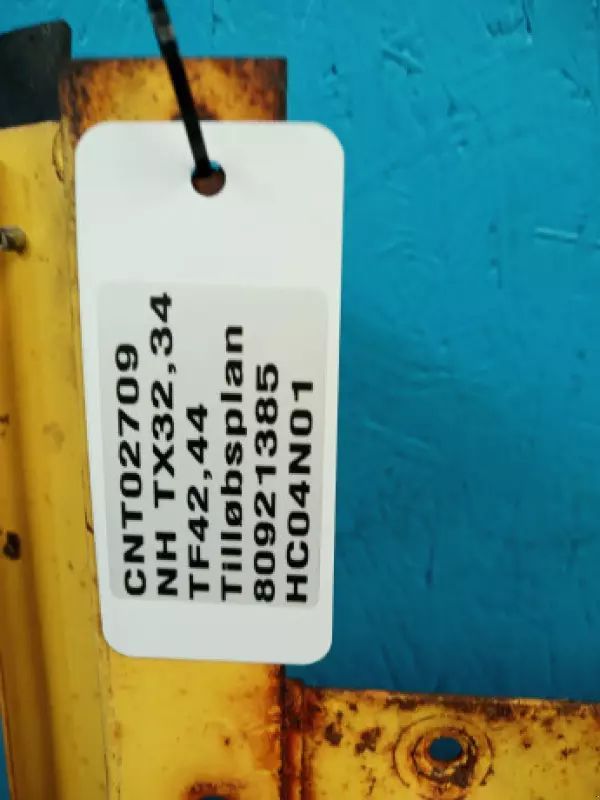 CNT02709
NH TX32,34
TF42,44
Tilløbsplan
80921385
HC04N01